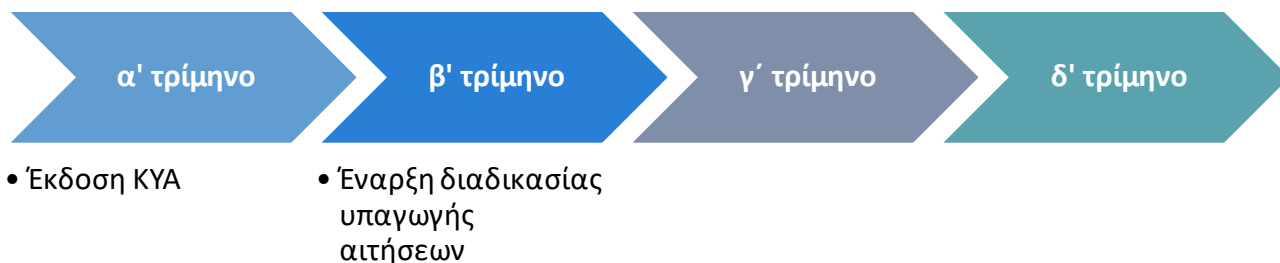 α' τρίμηνο
β' τρίμηνο
γ΄ τρίμηνο
δ' τρίμηνο
• Έκδοση ΚΥΑ
• Έναρξη διαδικασίας
υπαγωγής
αιτήσεων